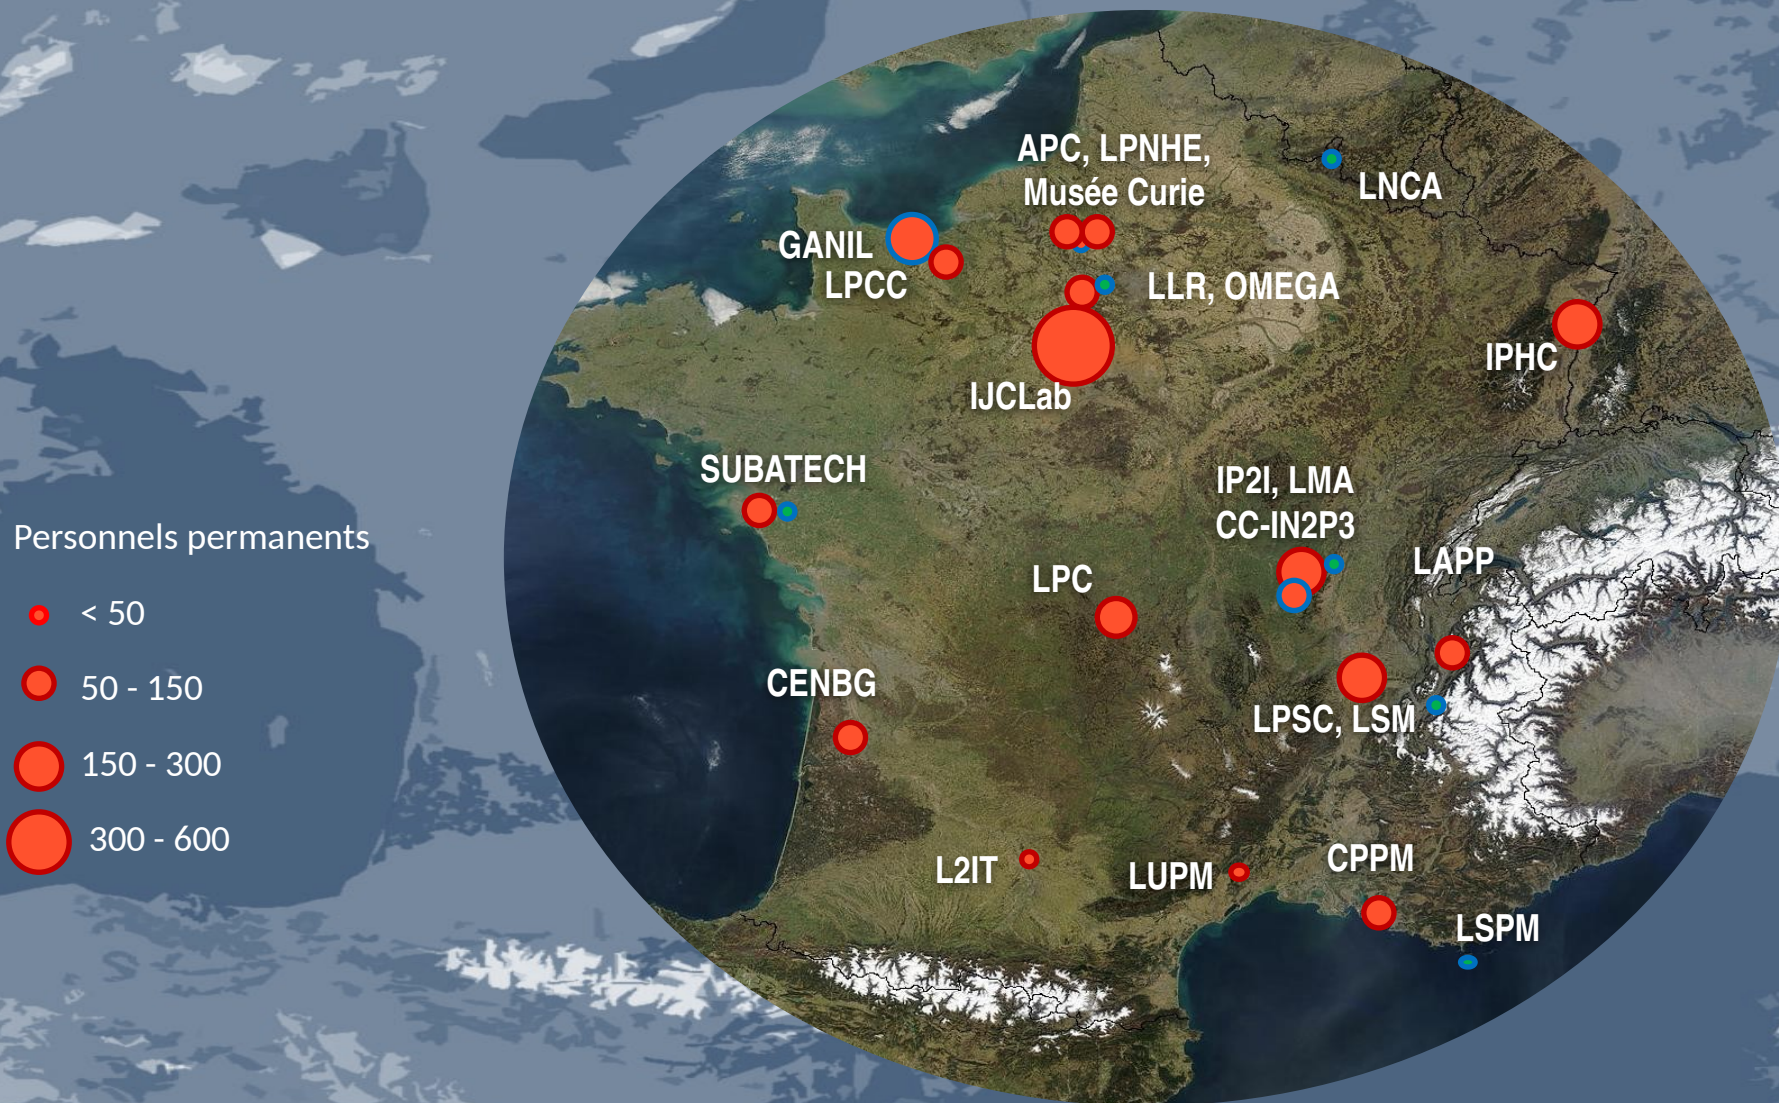 APC, LPNHE,
Musée Curie
LNCA
GANIL
LPCC
LLR, OMEGA
IPHC
IJCLab
SUBATECH
IP2I, LMA
CC-IN2P3
LAPP
LPC
CENBG
LPSC, LSM
L2IT
LUPM
CPPM
LSPM
Personnels permanents
< 50
50 - 150
150 - 300
300 - 600